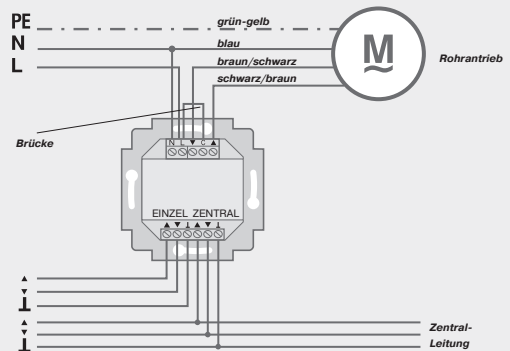 PE
grün-gelb
N
blau
M
L
braun/schwarz
Rohrantrieb
schwarz/braun
Brücke
N L ▼ C ▲
EINZEL ZENTRAL
▲ ▼ ⊥ ▲ ▼ ⊥
▲
▼
⊥
▲
▼
⊥
Zentral-
Leitung